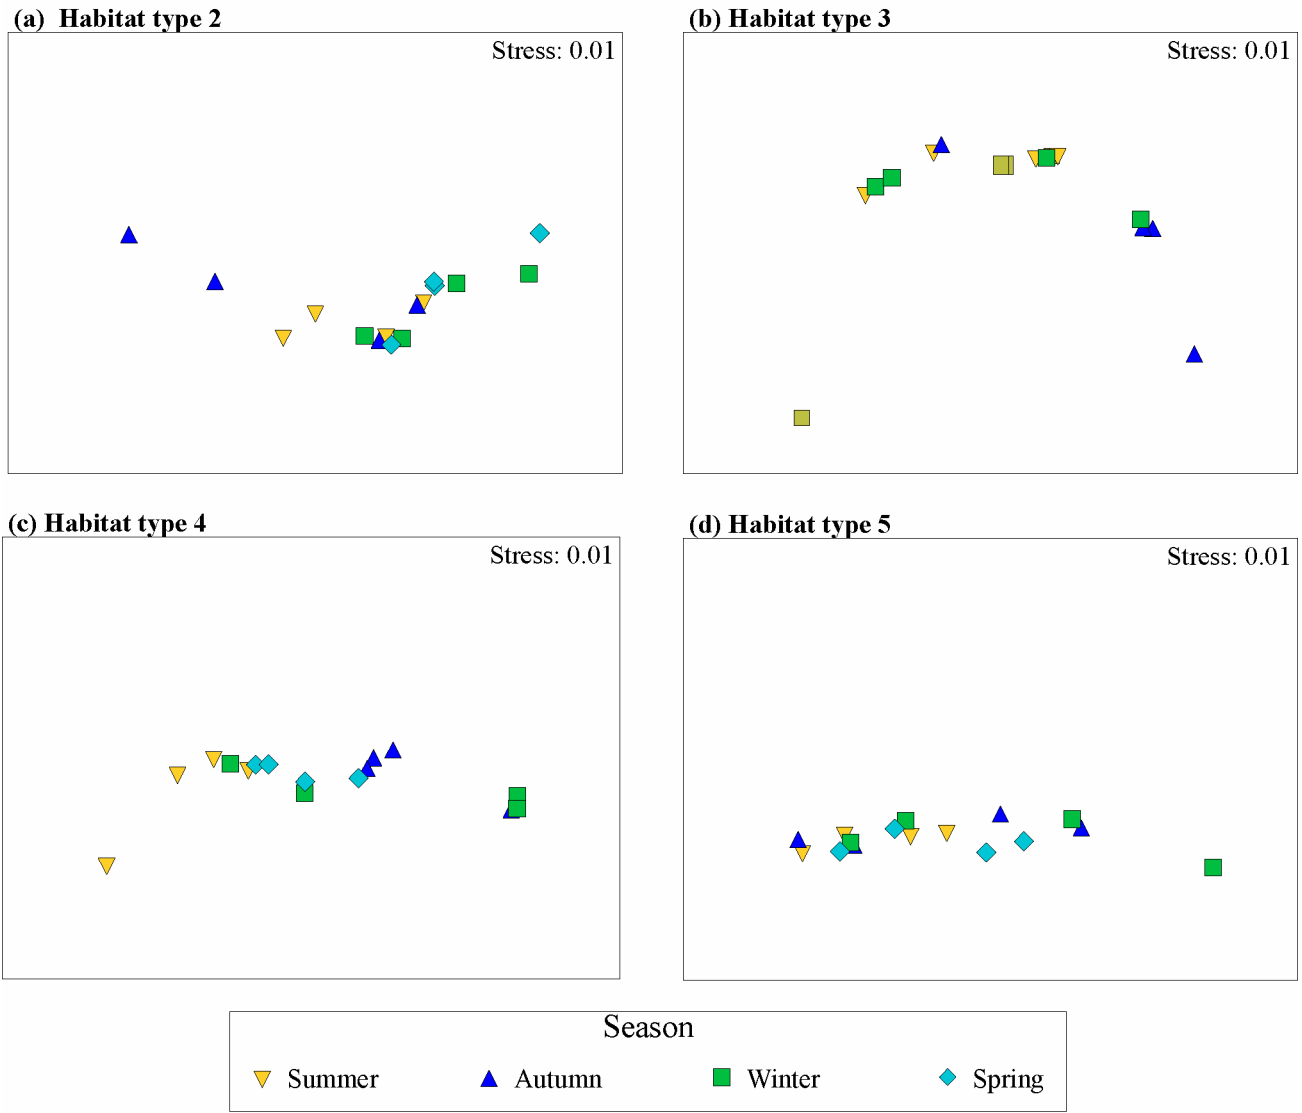 (a) Habitat type 2
Stress: 0.01
(b) Habitat type 3
Stress: 0.01
(c) Habitat type 4
Stress: 0.01
(d) Habitat type 5
Stress: 0.01
Season
Summer
Autumn
Winter
Spring